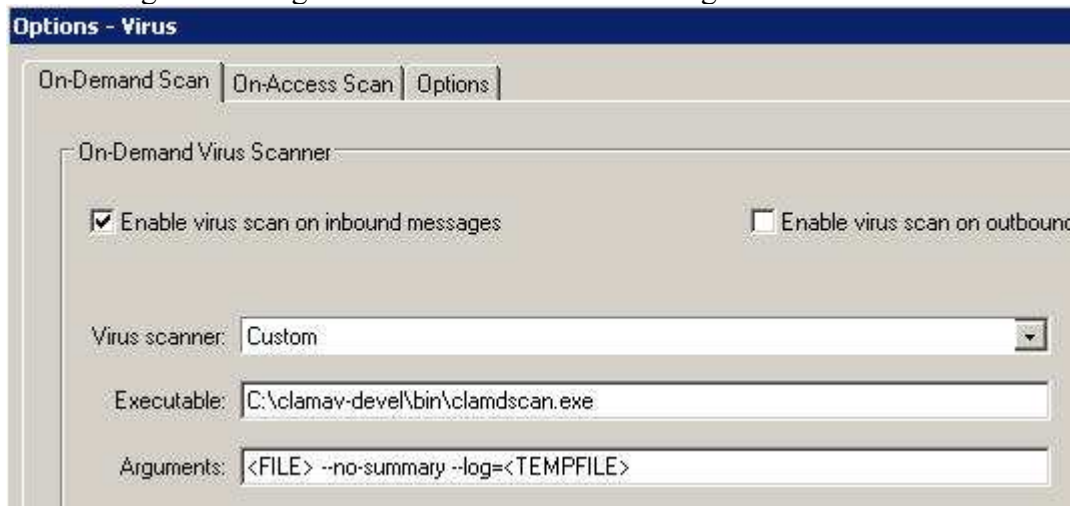 Options - Virus
On-Demand Scan On-Access Scan Options
On-Demand Virus Scanner
Enable virus scan on inbound messages Enable virus scan on outbound
Virus scanner: Custom
Executable: C:\clamav-devel\bin\clamdscan.exe
Arguments: <FILE> --no-summary --log=<TEMPFILE>